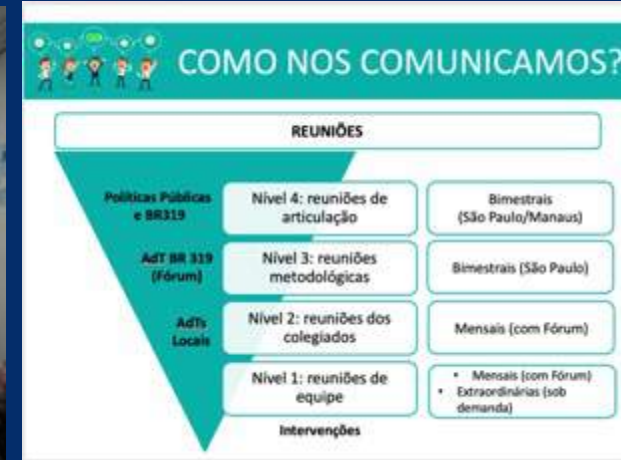 COMO NOS COMUNICAMOS?
REUNIÕES
Políticas Públicas
e BR319
Nível 4: reuniões de
articulação
Bimestrais
(São Paulo/Manaus)
AdT BR 319
(Fórum)
Nível 3: reuniões
metodológicas
Bimestrais (São Paulo)
AdTs
Locais
Nível 2: reuniões dos
colegiados
Mensais (com Fórum)
Nível 1: reuniões de
equipe
• Mensais (com Fórum)
• Extraordinárias (sob
demanda)
Intervenções